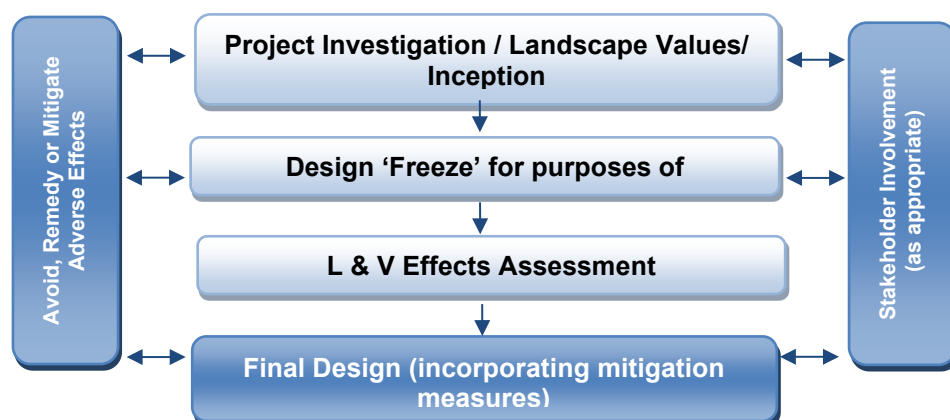 Avoid, Remedy or Mitigate
Adverse Effects
Project Investigation / Landscape Values/
Inception
Design ‘Freeze’ for purposes of
L & V Effects Assessment
Final Design (incorporating mitigation
measures)
Stakeholder Involvement
(as appropriate)